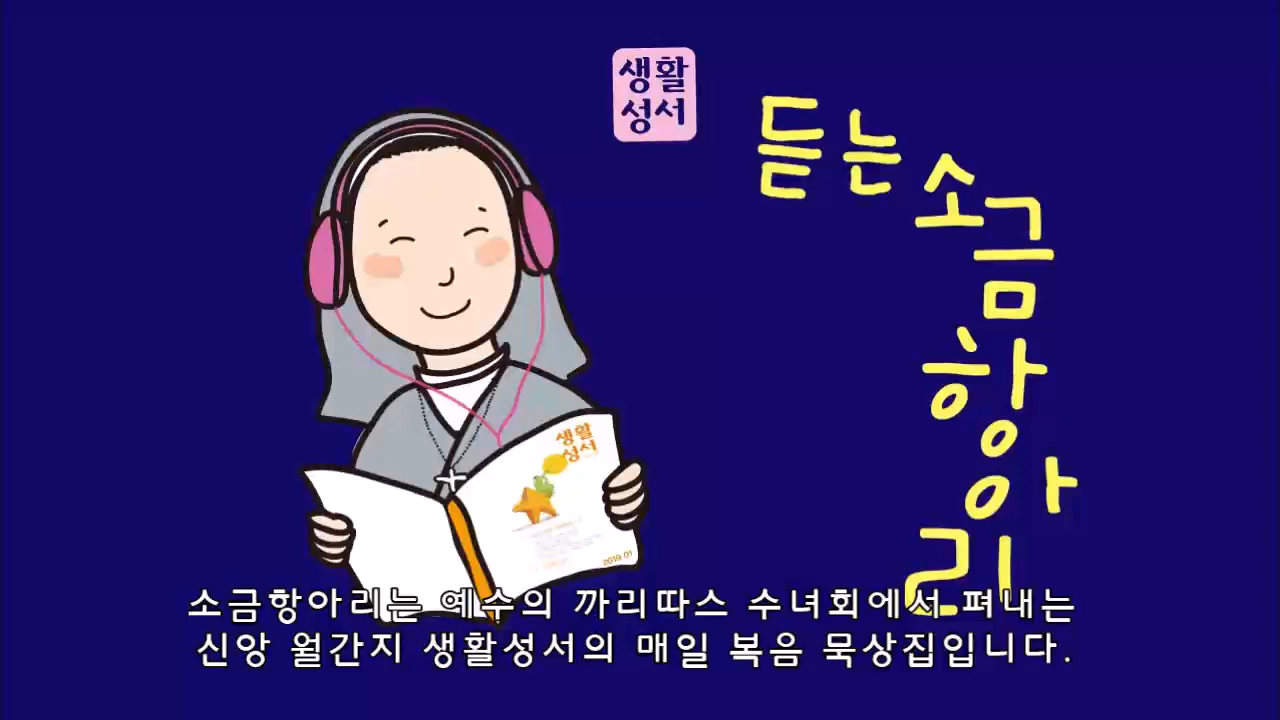 생활
성서
듣는 소금
항아리
생활
성서
2019 01
소금항아리는 예수의 까리따스 수녀회에서 펴내는
신앙 월간지 생활성서의 매일 복음 묵상집입니다.